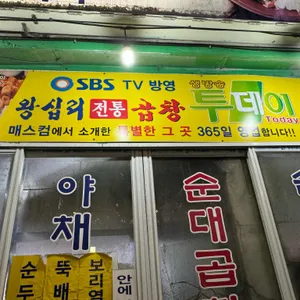 SBS TV 방영
생방송 투데이
Today
왕십리 전통 곱창
매스컴에서 소개한 특별한 그 곳 365일 영업합니다!!
야채
순대곱
순두
뚝배
보리
안에